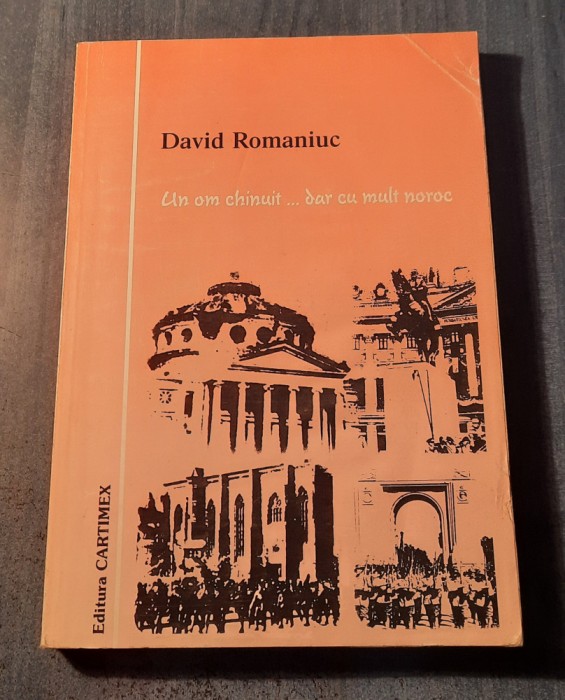 David Romaniuc
Un om chinuit ... dar cu mult noroc
Editura CARTIMEX